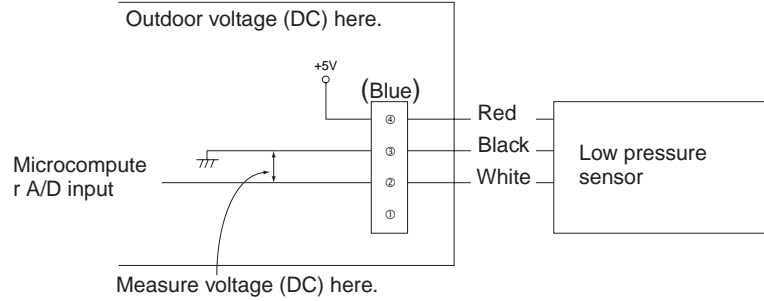 Outdoor voltage (DC) here.
+5V
(Blue)
④
Red
③
Black
②
White
①
Microcompute
r A/D input
Low pressure
sensor
Measure voltage (DC) here.